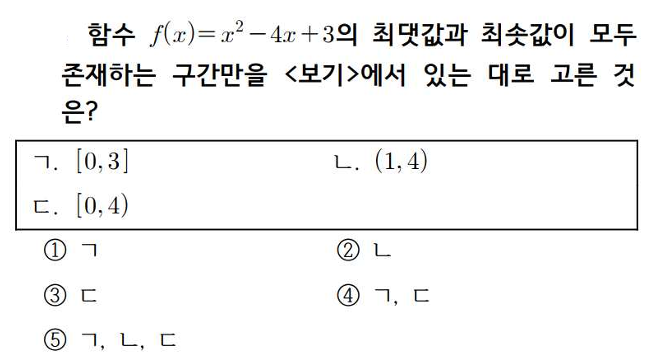 함수 f(x)=x²-4x+3의 최댓값과 최솟값이 모두
존재하는 구간만을 <보기>에서 있는 대로 고른 것
은?
ㄱ. [0, 3] ㄴ. (1, 4)
ㄷ. [0, 4)
① ㄱ ② ㄴ
③ ㄷ ④ ㄱ, ㄷ
⑤ ㄱ, ㄴ, ㄷ